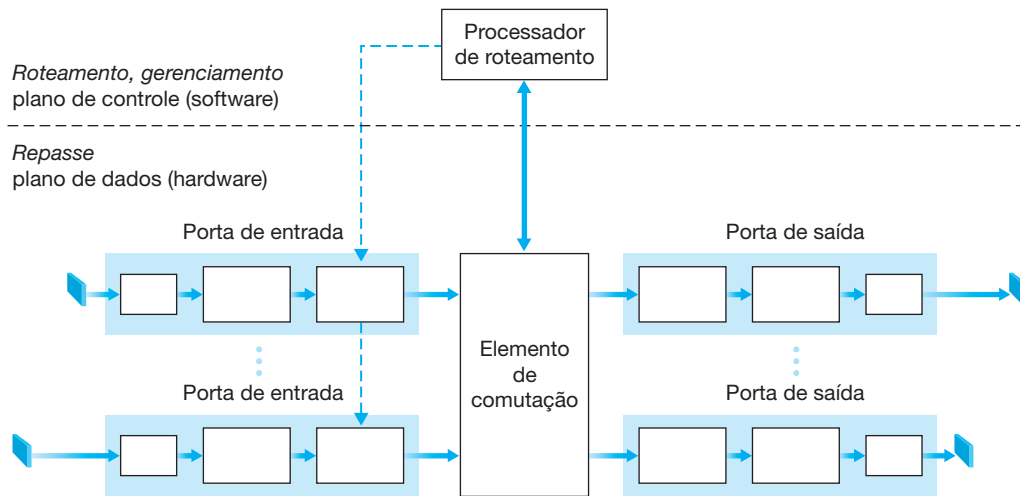 Processador
de roteamento
Roteamento, gerenciamento
plano de controle (software)
Repasse
plano de dados (hardware)
Porta de entrada
Porta de saída
Elemento
de
comutação
Porta de entrada
Porta de saída